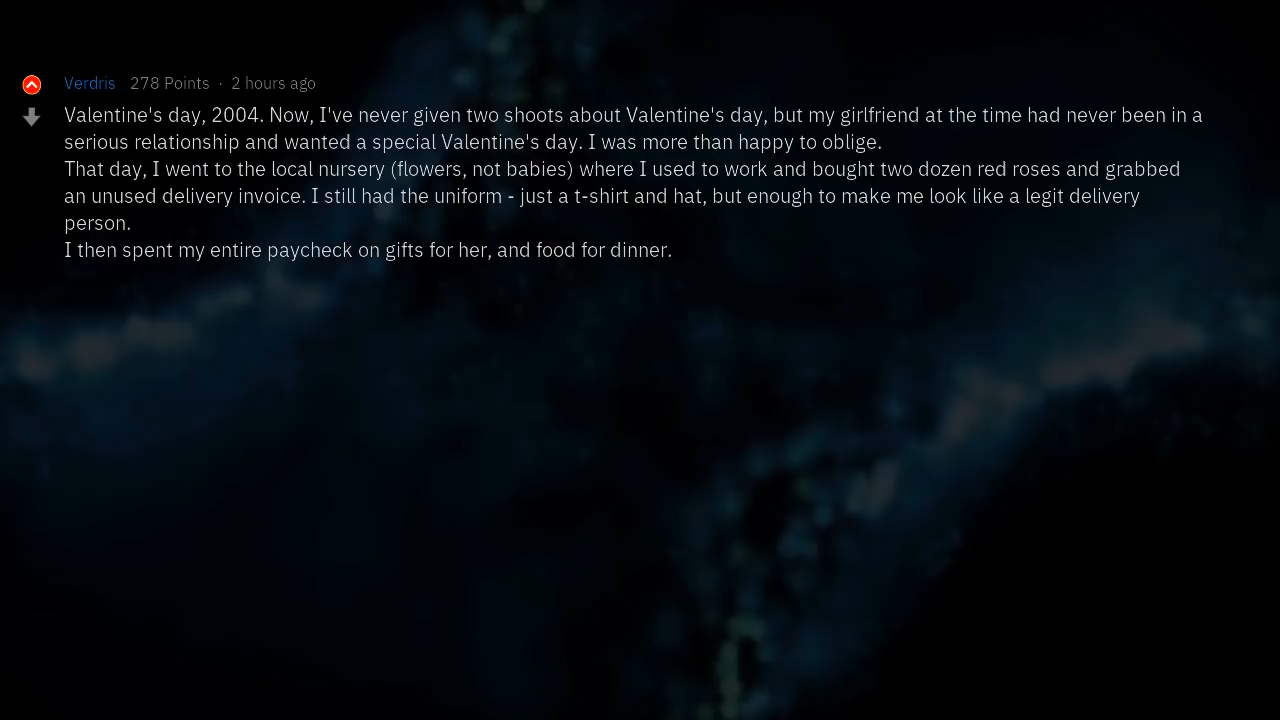 Verdris 278 Points · 2 hours ago
Valentine's day, 2004. Now, I've never given two shoots about Valentine's day, but my girlfriend at the time had never been in a
serious relationship and wanted a special Valentine's day. I was more than happy to oblige.
That day, I went to the local nursery (flowers, not babies) where I used to work and bought two dozen red roses and grabbed
an unused delivery invoice. I still had the uniform - just a t-shirt and hat, but enough to make me look like a legit delivery
person.
I then spent my entire paycheck on gifts for her, and food for dinner.